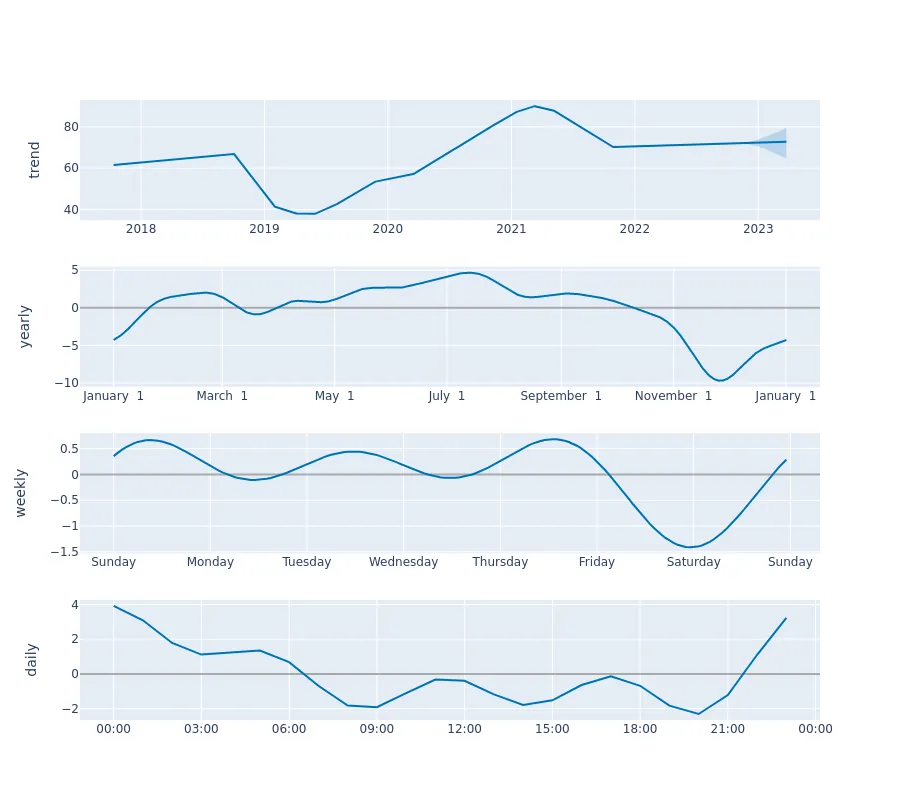 trend
80
60
40
2018 2019 2020 2021 2022 2023
yearly
5
0
−5
−10
January 1 March 1 May 1 July 1 September 1 November 1 January 1
weekly
0.5
0
−0.5
−1
−1.5
Sunday Monday Tuesday Wednesday Thursday Friday Saturday Sunday
daily
4
2
0
−2
00:00 03:00 06:00 09:00 12:00 15:00 18:00 21:00 00:00